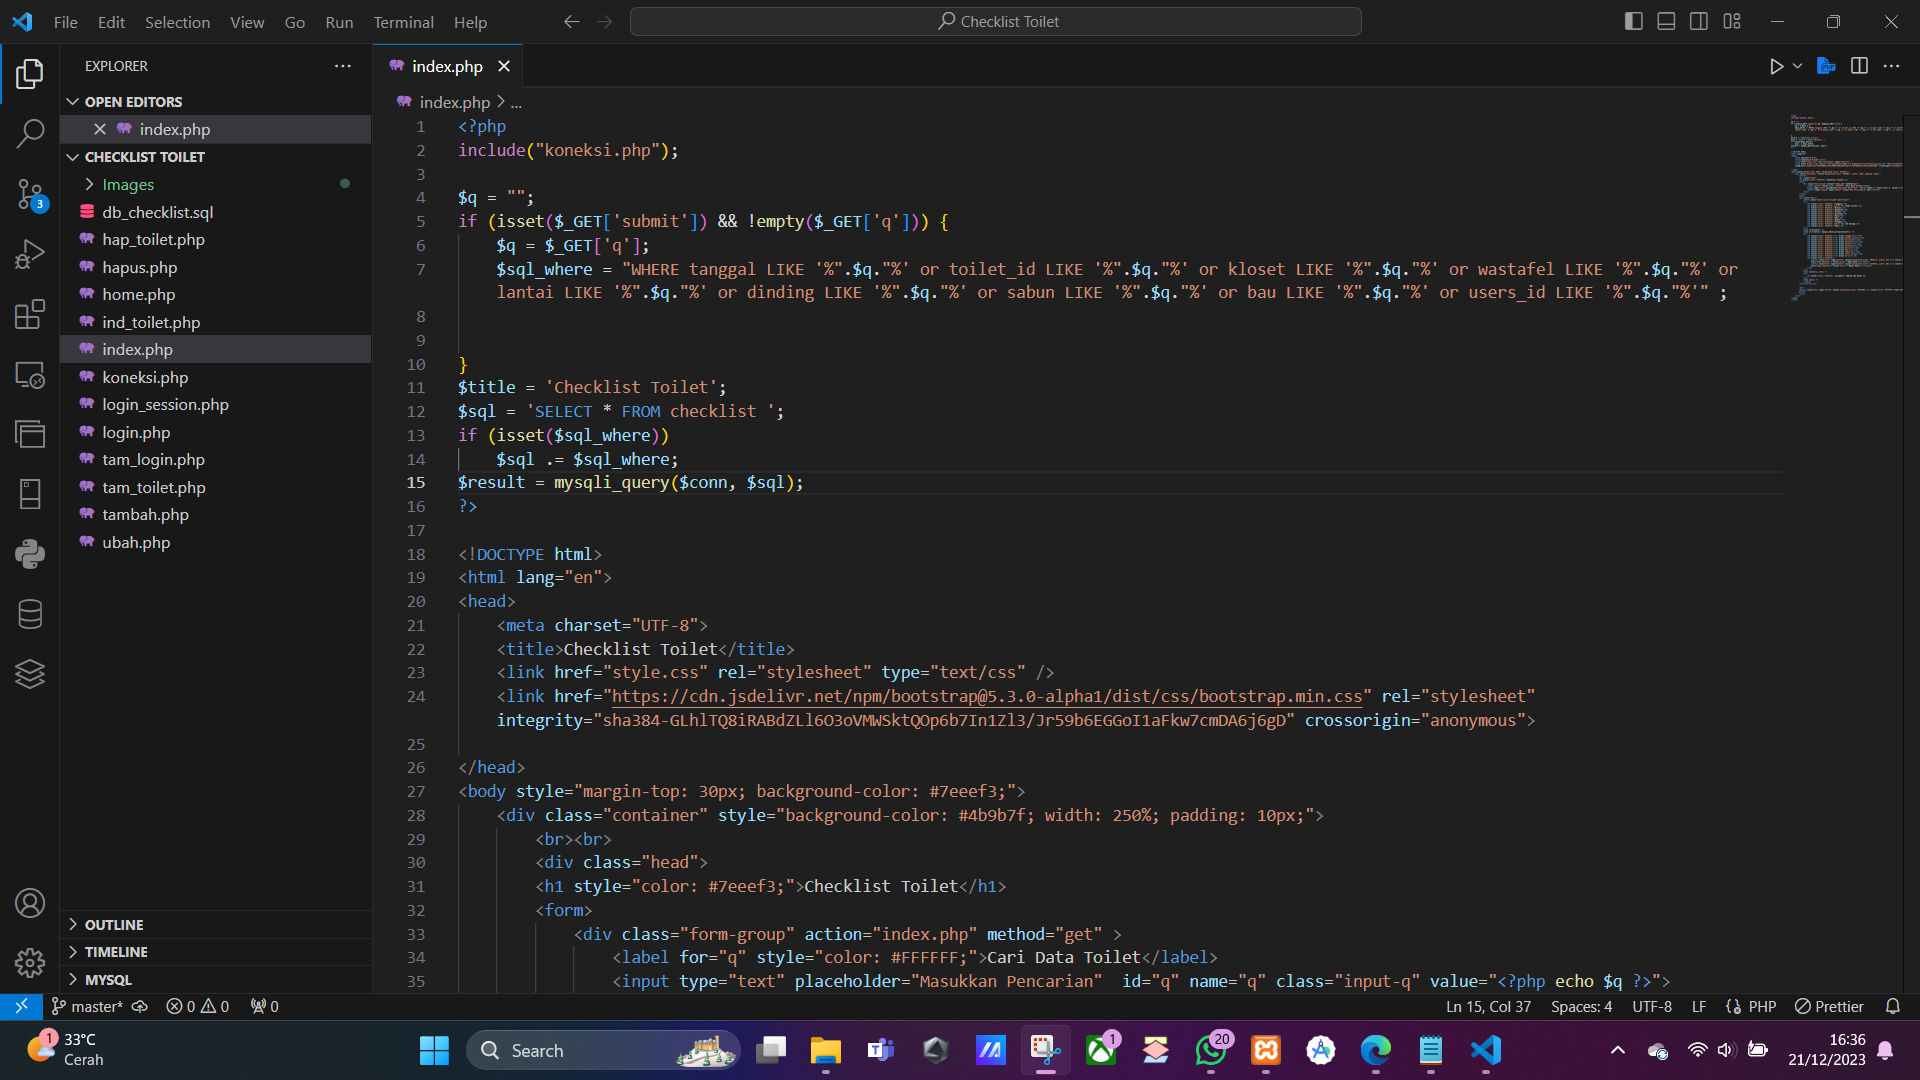 File Edit Selection View Go Run Terminal Help
Checklist Toilet
EXPLORER
OPEN EDITORS
index.php
CHECKLIST TOILET
Images
db_checklist.sql
hap_toilet.php
hapus.php
home.php
ind_toilet.php
index.php
koneksi.php
login_session.php
login.php
tam_login.php
tam_toilet.php
tambah.php
ubah.php
OUTLINE
TIMELINE
MYSQL
3
index.php
index.php > ...
1 <?php
2 include("koneksi.php");
3
4 $q = "";
5 if (isset($_GET['submit']) && !empty($_GET['q'])) {
6 $q = $_GET['q'];
7 $sql_where = "WHERE tanggal LIKE '%".$q."%' or toilet_id LIKE '%".$q."%' or kloset LIKE '%".$q."%' or wastafel LIKE '%".$q."%' or
lantai LIKE '%".$q."%' or dinding LIKE '%".$q."%' or sabun LIKE '%".$q."%' or bau LIKE '%".$q."%' or users_id LIKE '%".$q."%'" ;
8
9
10 }
11 $title = 'Checklist Toilet';
12 $sql = 'SELECT * FROM checklist ';
13 if (isset($sql_where))
14 $sql .= $sql_where;
15 $result = mysqli_query($conn, $sql);
16 ?>
17
18 <!DOCTYPE html>
19 <html lang="en">
20 <head>
21 <meta charset="UTF-8">
22 <title>Checklist Toilet</title>
23 <link href="style.css" rel="stylesheet" type="text/css" />
24 <link href="https://cdn.jsdelivr.net/npm/bootstrap@5.3.0-alpha1/dist/css/bootstrap.min.css" rel="stylesheet"
integrity="sha384-GLhlTQ8iRABdZLl6O3oVMWSktQOp6b7In1Zl3/Jr59b6EGGoI1aFkw7cmDA6j6gD" crossorigin="anonymous">
25
26 </head>
27 <body style="margin-top: 30px; background-color: #7eeef3;">
28 <div class="container" style="background-color: #4b9b7f; width: 250%; padding: 10px;">
29 <br><br>
30 <div class="head">
31 <h1 style="color: #7eeef3;">Checklist Toilet</h1>
32 <form>
33 <div class="form-group" action="index.php" method="get" >
34 <label for="q" style="color: #FFFFFF;">Cari Data Toilet</label>
35 <input type="text" placeholder="Masukkan Pencarian" id="q" name="q" class="input-q" value="<?php echo $q ?>">
master* 0 0 0
Ln 15, Col 37 Spaces: 4 UTF-8 LF PHP Prettier
1
33°C
Cerah
Search
1
20
16:36
21/12/2023